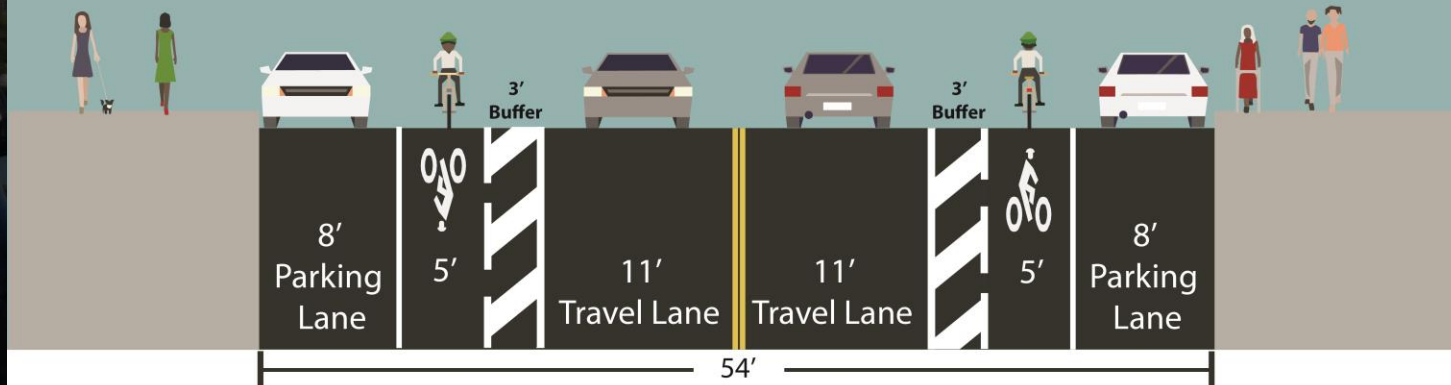 3’
Buffer
3’
Buffer
8’
Parking
Lane
5’
11’
Travel Lane
11’
Travel Lane
5’
8’
Parking
Lane
54’